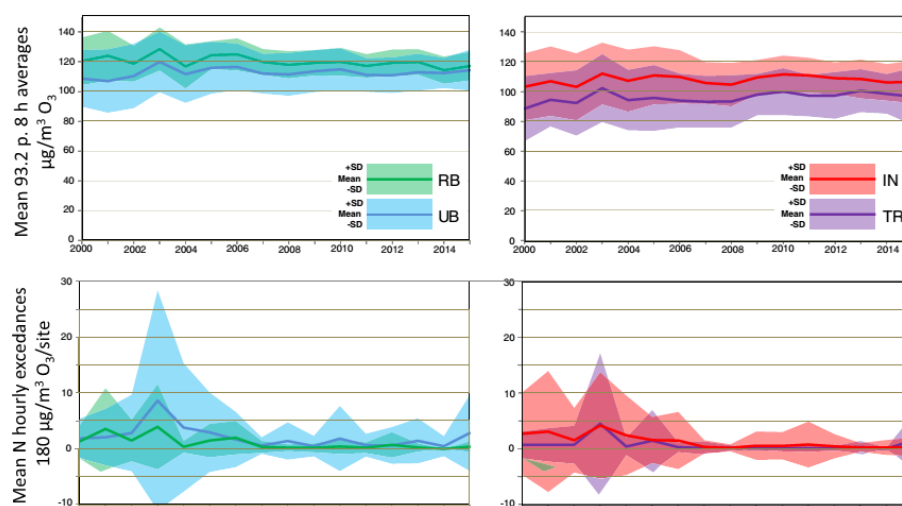 Mean 93.2 p. 8 h averages
µg/m³ O₃
140
120
100
80
60
40
20
0
2000 2002 2004 2006 2008 2010 2012 2014
+SD
Mean RB
-SD
+SD
Mean UB
-SD
140
120
100
80
60
40
20
0
2000 2002 2004 2006 2008 2010 2012 2014
+SD
Mean IN
-SD
+SD
Mean TR
-SD
Mean N hourly excedances
180 µg/m³ O₃/site
30
20
10
5
0
-10
30
20
10
5
0
-10